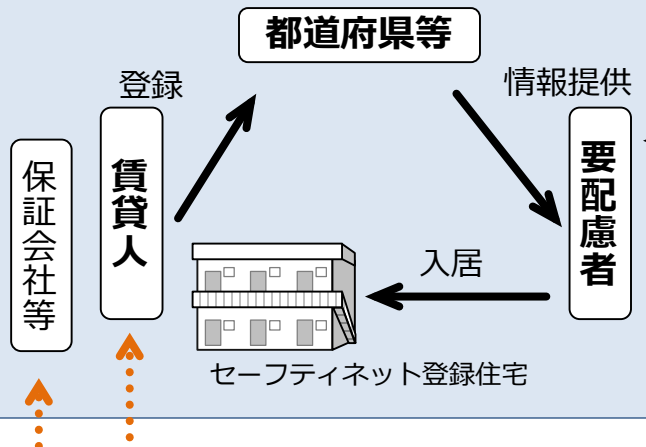 都道府県等
登録
情報提供
保証会社等
賃貸人
要配慮者
入居
セーフティネット登録住宅